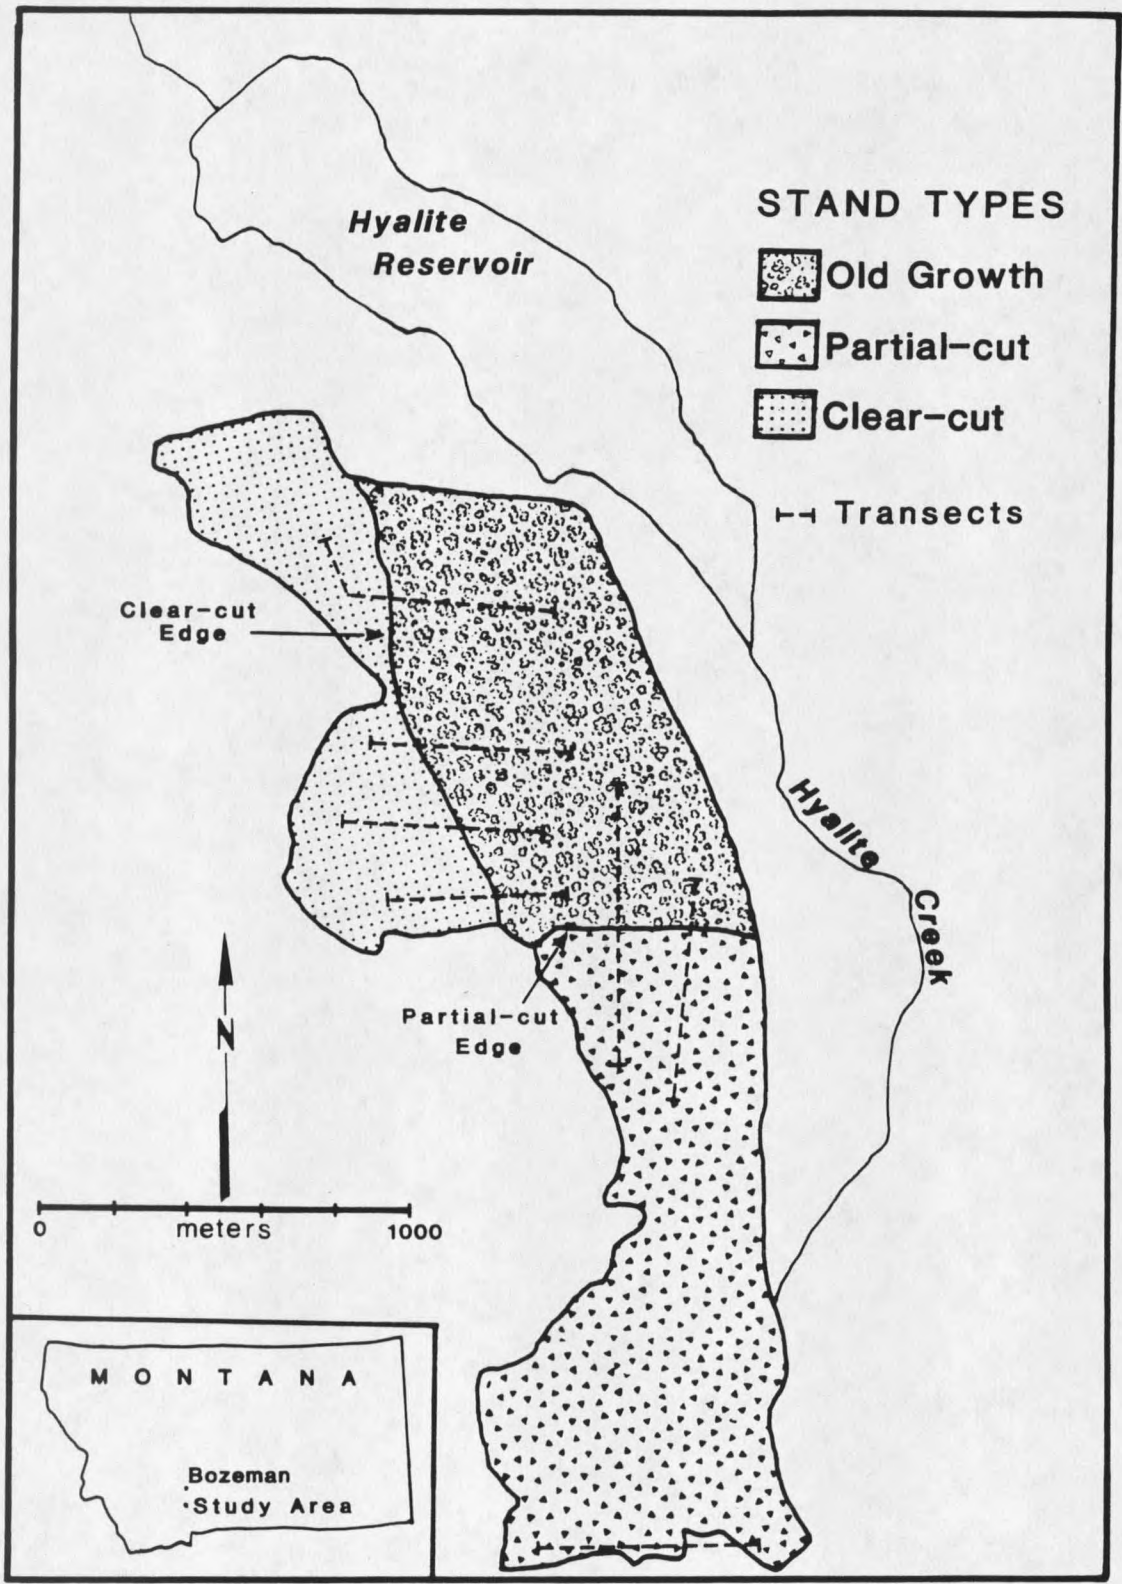 Hyalite
Reservoir
STAND TYPES
Old Growth
Partial-cut
Clear-cut
Transects
Clear-cut
Edge
Hyalite
Creek
Partial-cut
Edge
N
0 meters 1000
MONTANA
Bozeman
Study Area